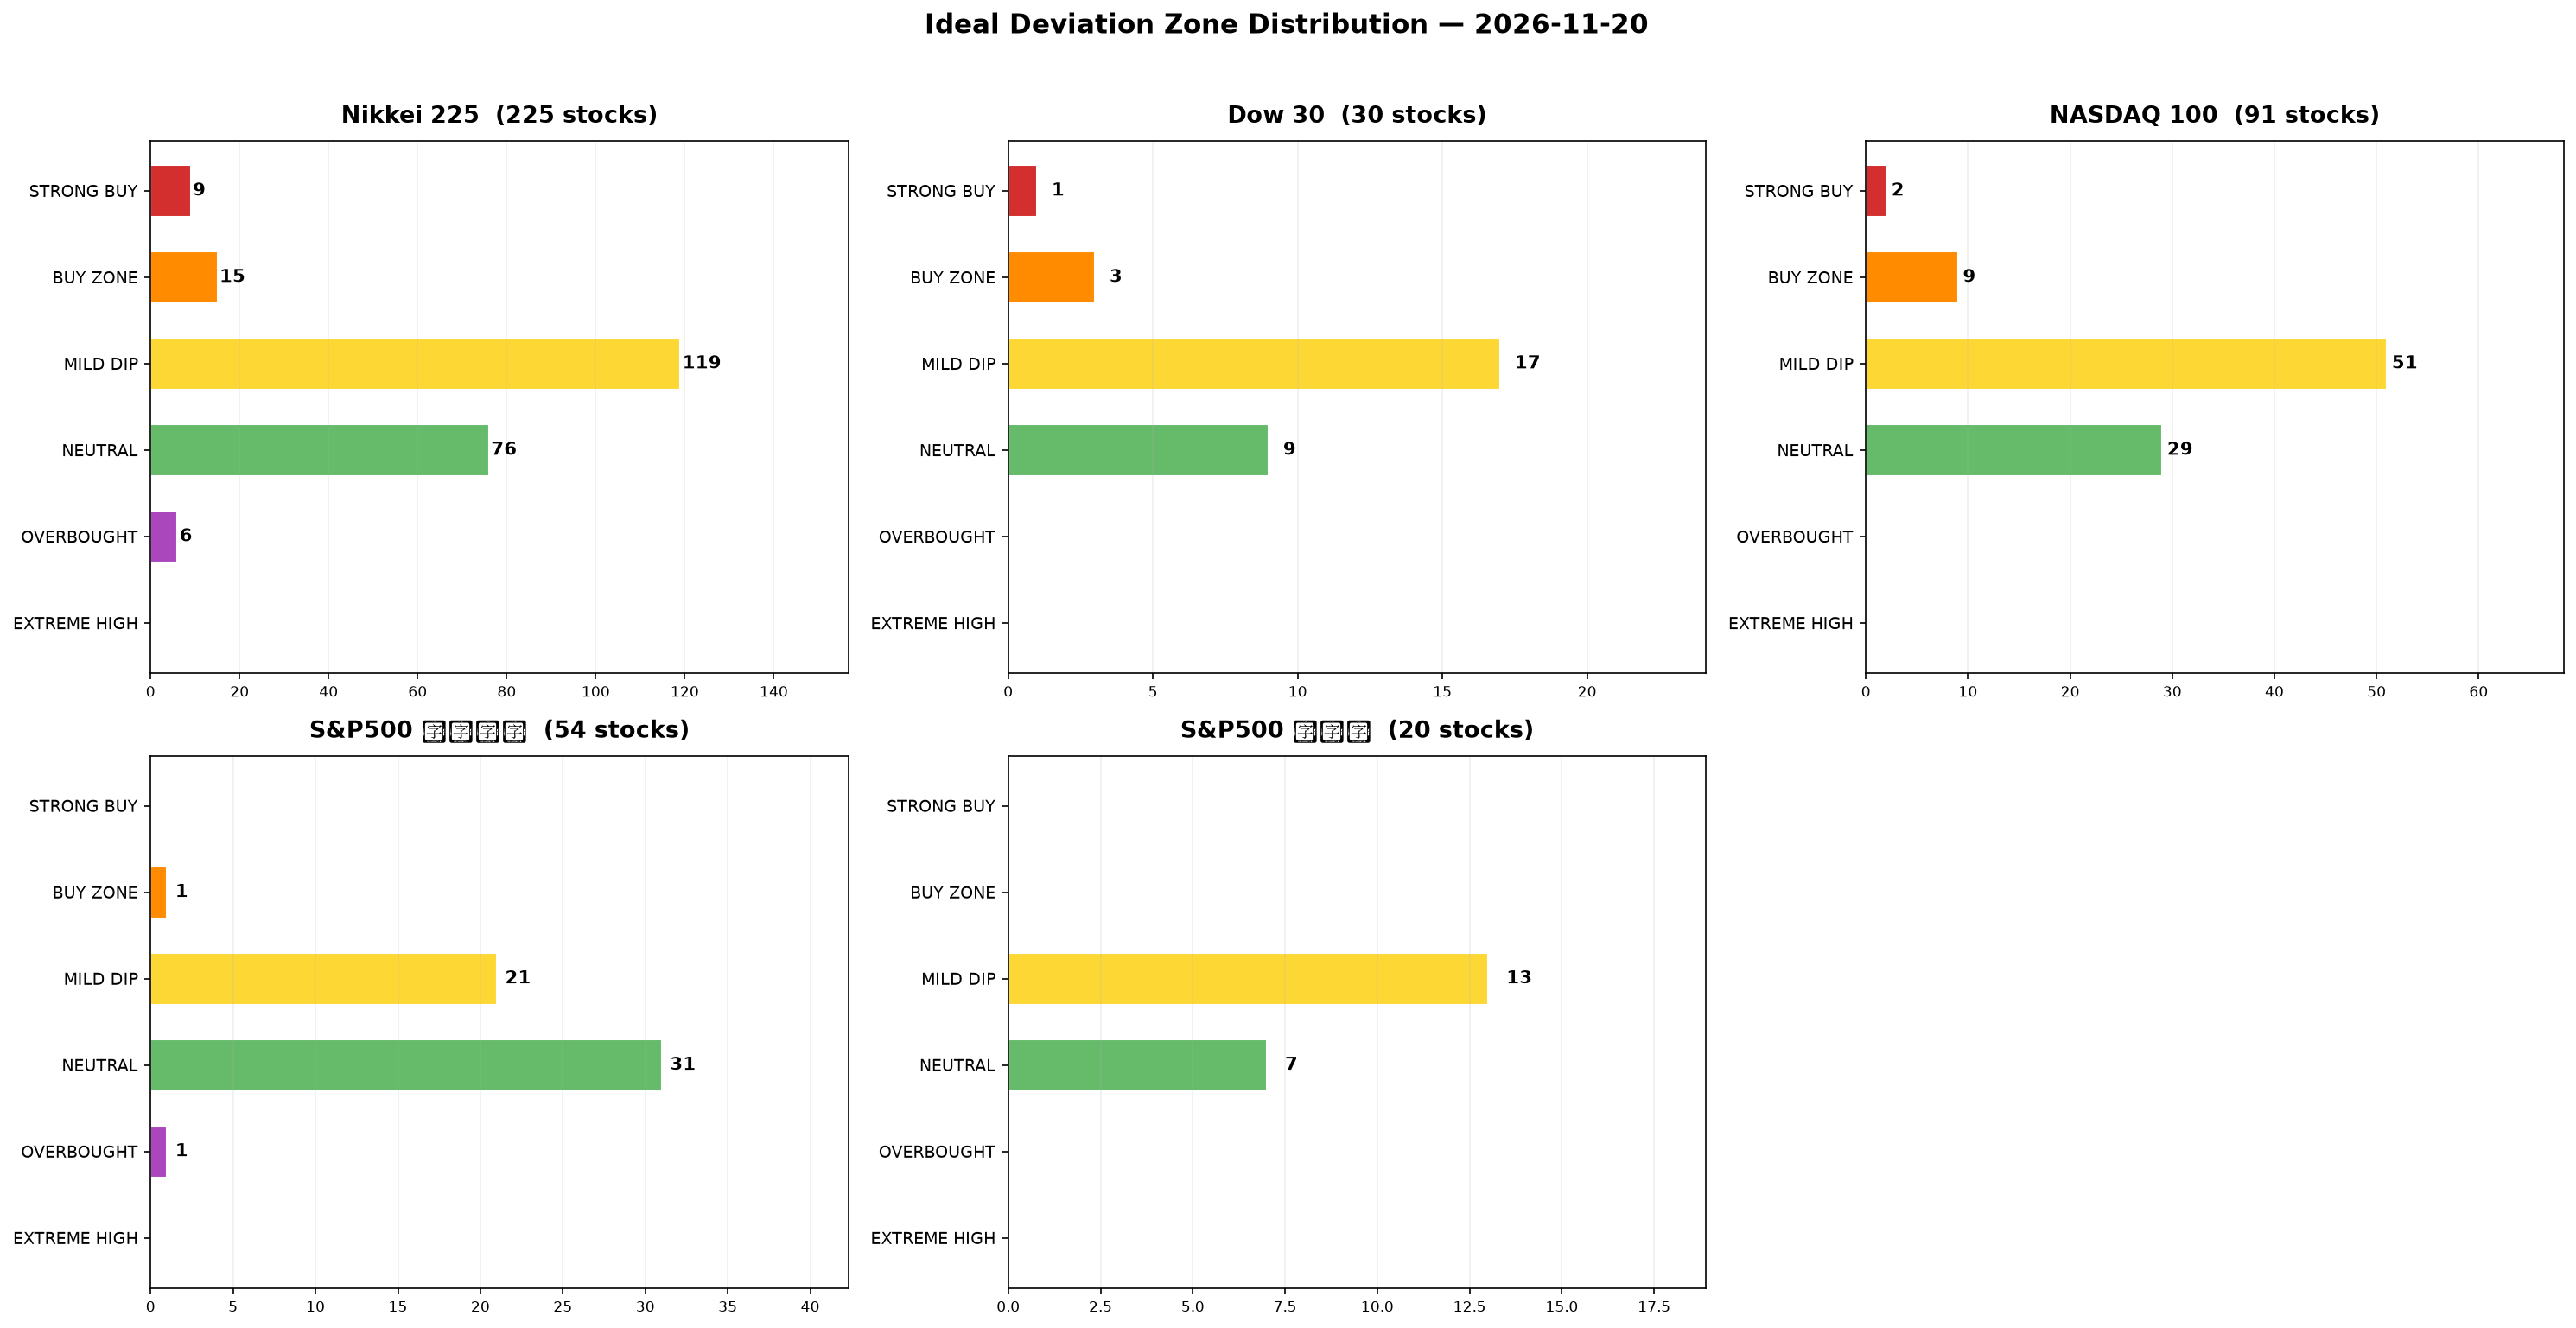 Ideal Deviation Zone Distribution — 2026-11-20
Nikkei 225 (225 stocks)
STRONG BUY 9
BUY ZONE 15
MILD DIP 119
NEUTRAL 76
OVERBOUGHT 6
EXTREME HIGH
0 20 40 60 80 100 120 140
Dow 30 (30 stocks)
STRONG BUY 1
BUY ZONE 3
MILD DIP 17
NEUTRAL 9
OVERBOUGHT
EXTREME HIGH
0 5 10 15 20
NASDAQ 100 (91 stocks)
STRONG BUY 2
BUY ZONE 9
MILD DIP 51
NEUTRAL 29
OVERBOUGHT
EXTREME HIGH
0 10 20 30 40 50 60
S&P500 (54 stocks)
STRONG BUY
BUY ZONE 1
MILD DIP 21
NEUTRAL 31
OVERBOUGHT 1
EXTREME HIGH
0 5 10 15 20 25 30 35 40
S&P500 (20 stocks)
STRONG BUY
BUY ZONE
MILD DIP 13
NEUTRAL 7
OVERBOUGHT
EXTREME HIGH
0.0 2.5 5.0 7.5 10.0 12.5 15.0 17.5